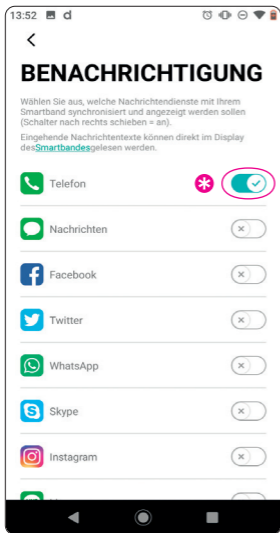 13:52
BENACHRICHTIGUNG
Wählen Sie aus, welche Nachrichtendienste mit Ihrem
Smartband synchronisiert und angezeigt werden sollen
(Schalter nach rechts schieben = an).
Eingehende Nachrichtentexte können direkt im Display
desSmartbandesgelesen werden.
Telefon
Nachrichten
Facebook
Twitter
WhatsApp
Skype
Instagram